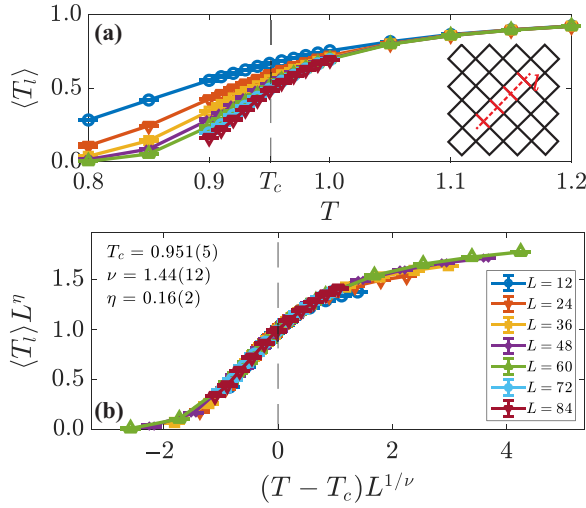 (a)
⟨T_l⟩
1.0
0.5
0.0
0.8 0.9 T_c 1.0 1.1 1.2
T
l
(b)
T_c = 0.951(5)
ν = 1.44(12)
η = 0.16(2)
⟨T_l⟩L^η
1.5
1.0
0.5
0.0
−2 0 2 4
(T − T_c)L^{1/ν}
L = 12
L = 24
L = 36
L = 48
L = 60
L = 72
L = 84